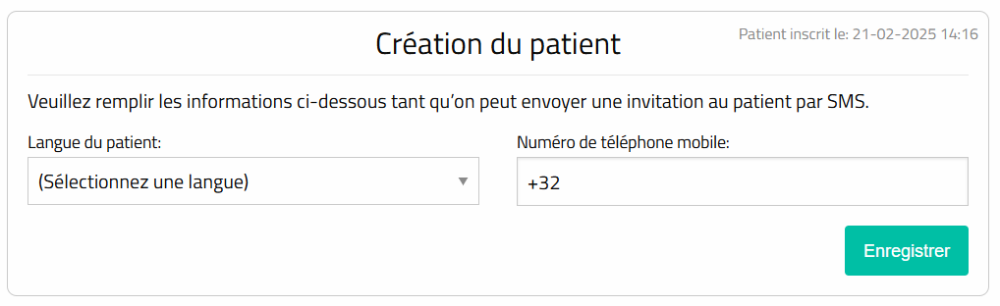 Création du patient
Patient inscrit le: 21-02-2025 14:16
Veuillez remplir les informations ci-dessous tant qu’on peut envoyer une invitation au patient par SMS.
Langue du patient:
Numéro de téléphone mobile:
(Sélectionnez une langue)
+32
Enregistrer